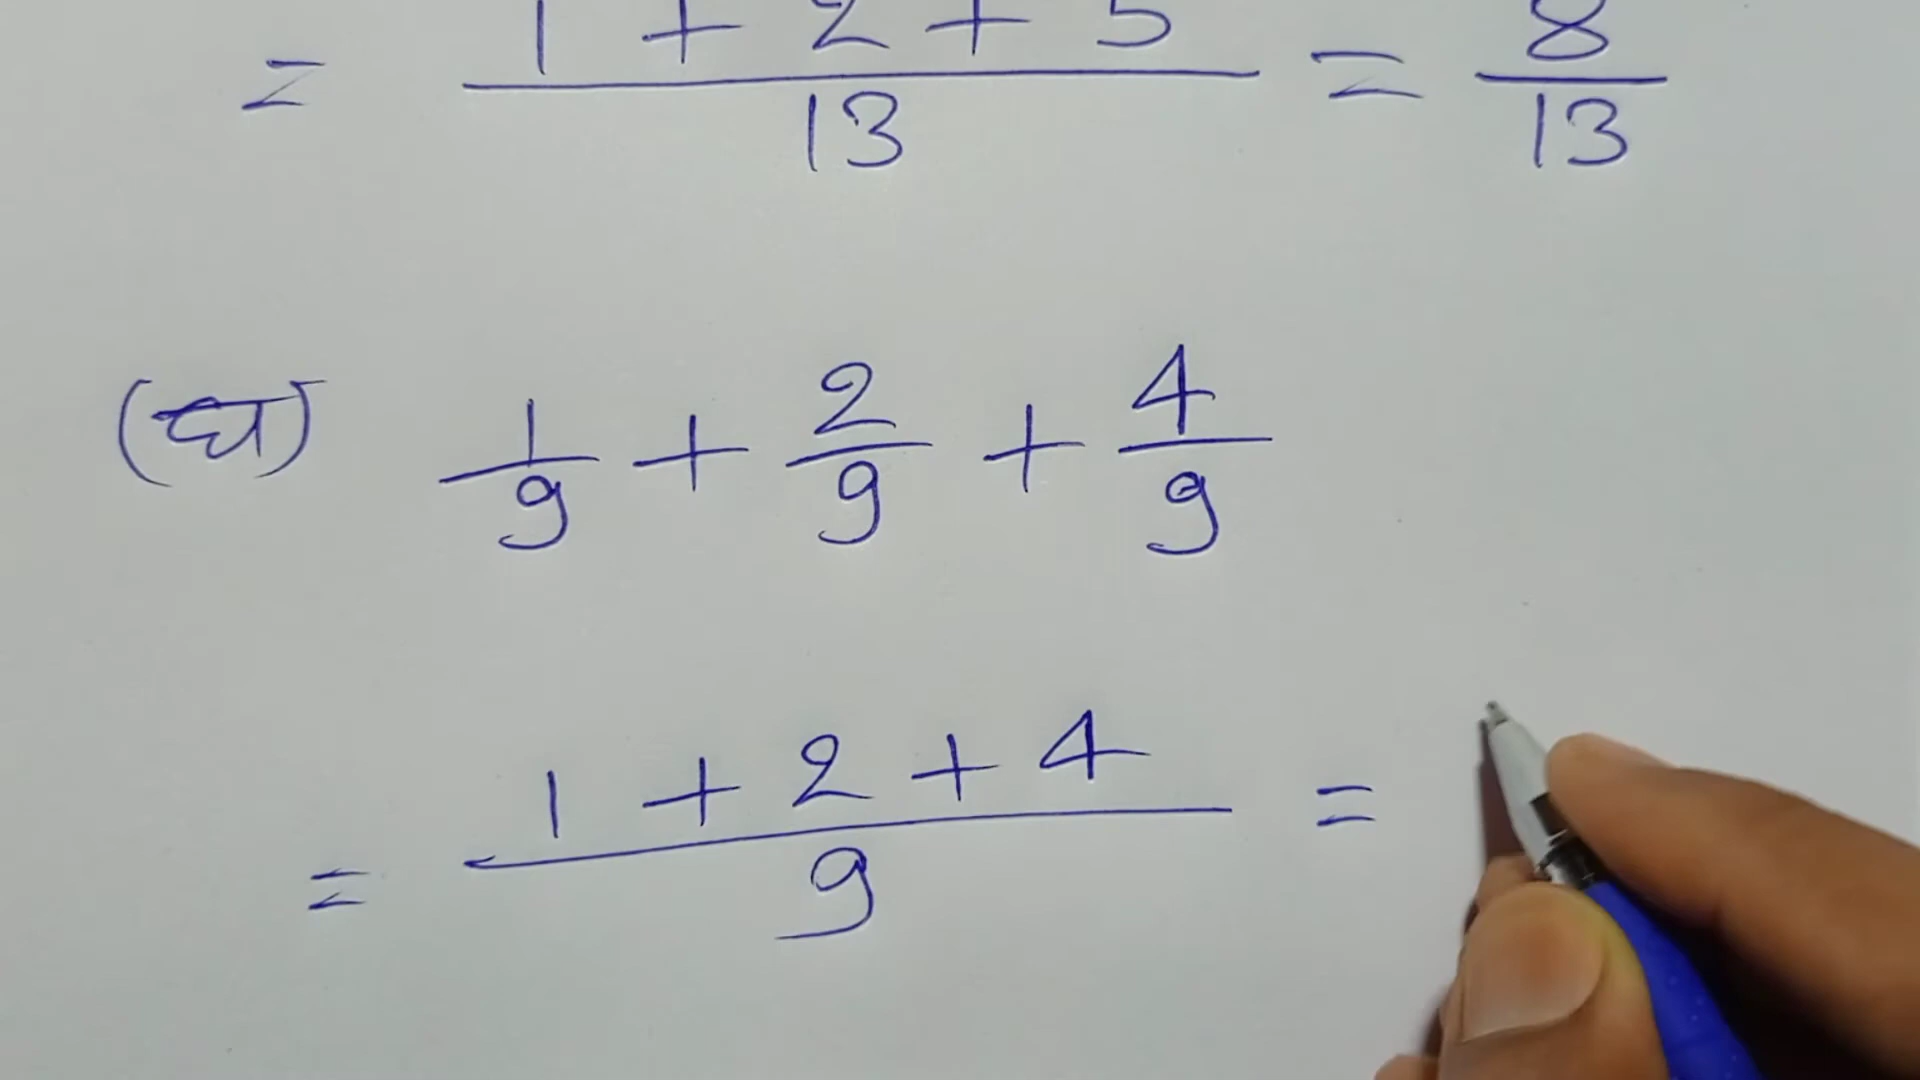 = (1 + 2 + 5)/13 = 8/13
(घ) 1/9 + 2/9 + 4/9
= (1 + 2 + 4)/9 =